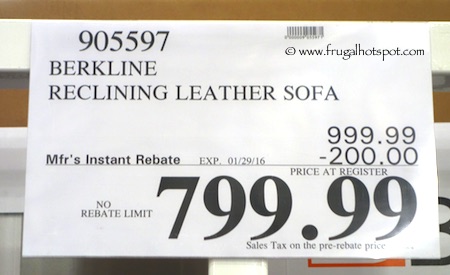 905597
www.frugalhotspot.com
BERKLINE
RECLINING LEATHER SOFA
999.99
Mfr's Instant Rebate EXP. 01/29/16 -200.00
PRICE AT REGISTER
NO
REBATE LIMIT
799.99
Sales Tax on the pre-rebate price